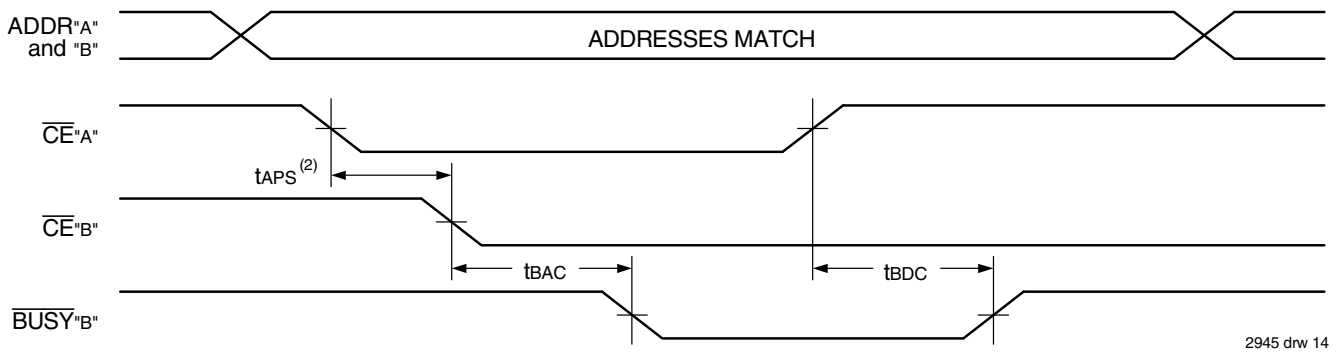 ADDR"A"
and "B"
ADDRESSES MATCH
CE"A"
tAPS(2)
CE"B"
tBAC
tBDC
BUSY"B"
2945 drw 14